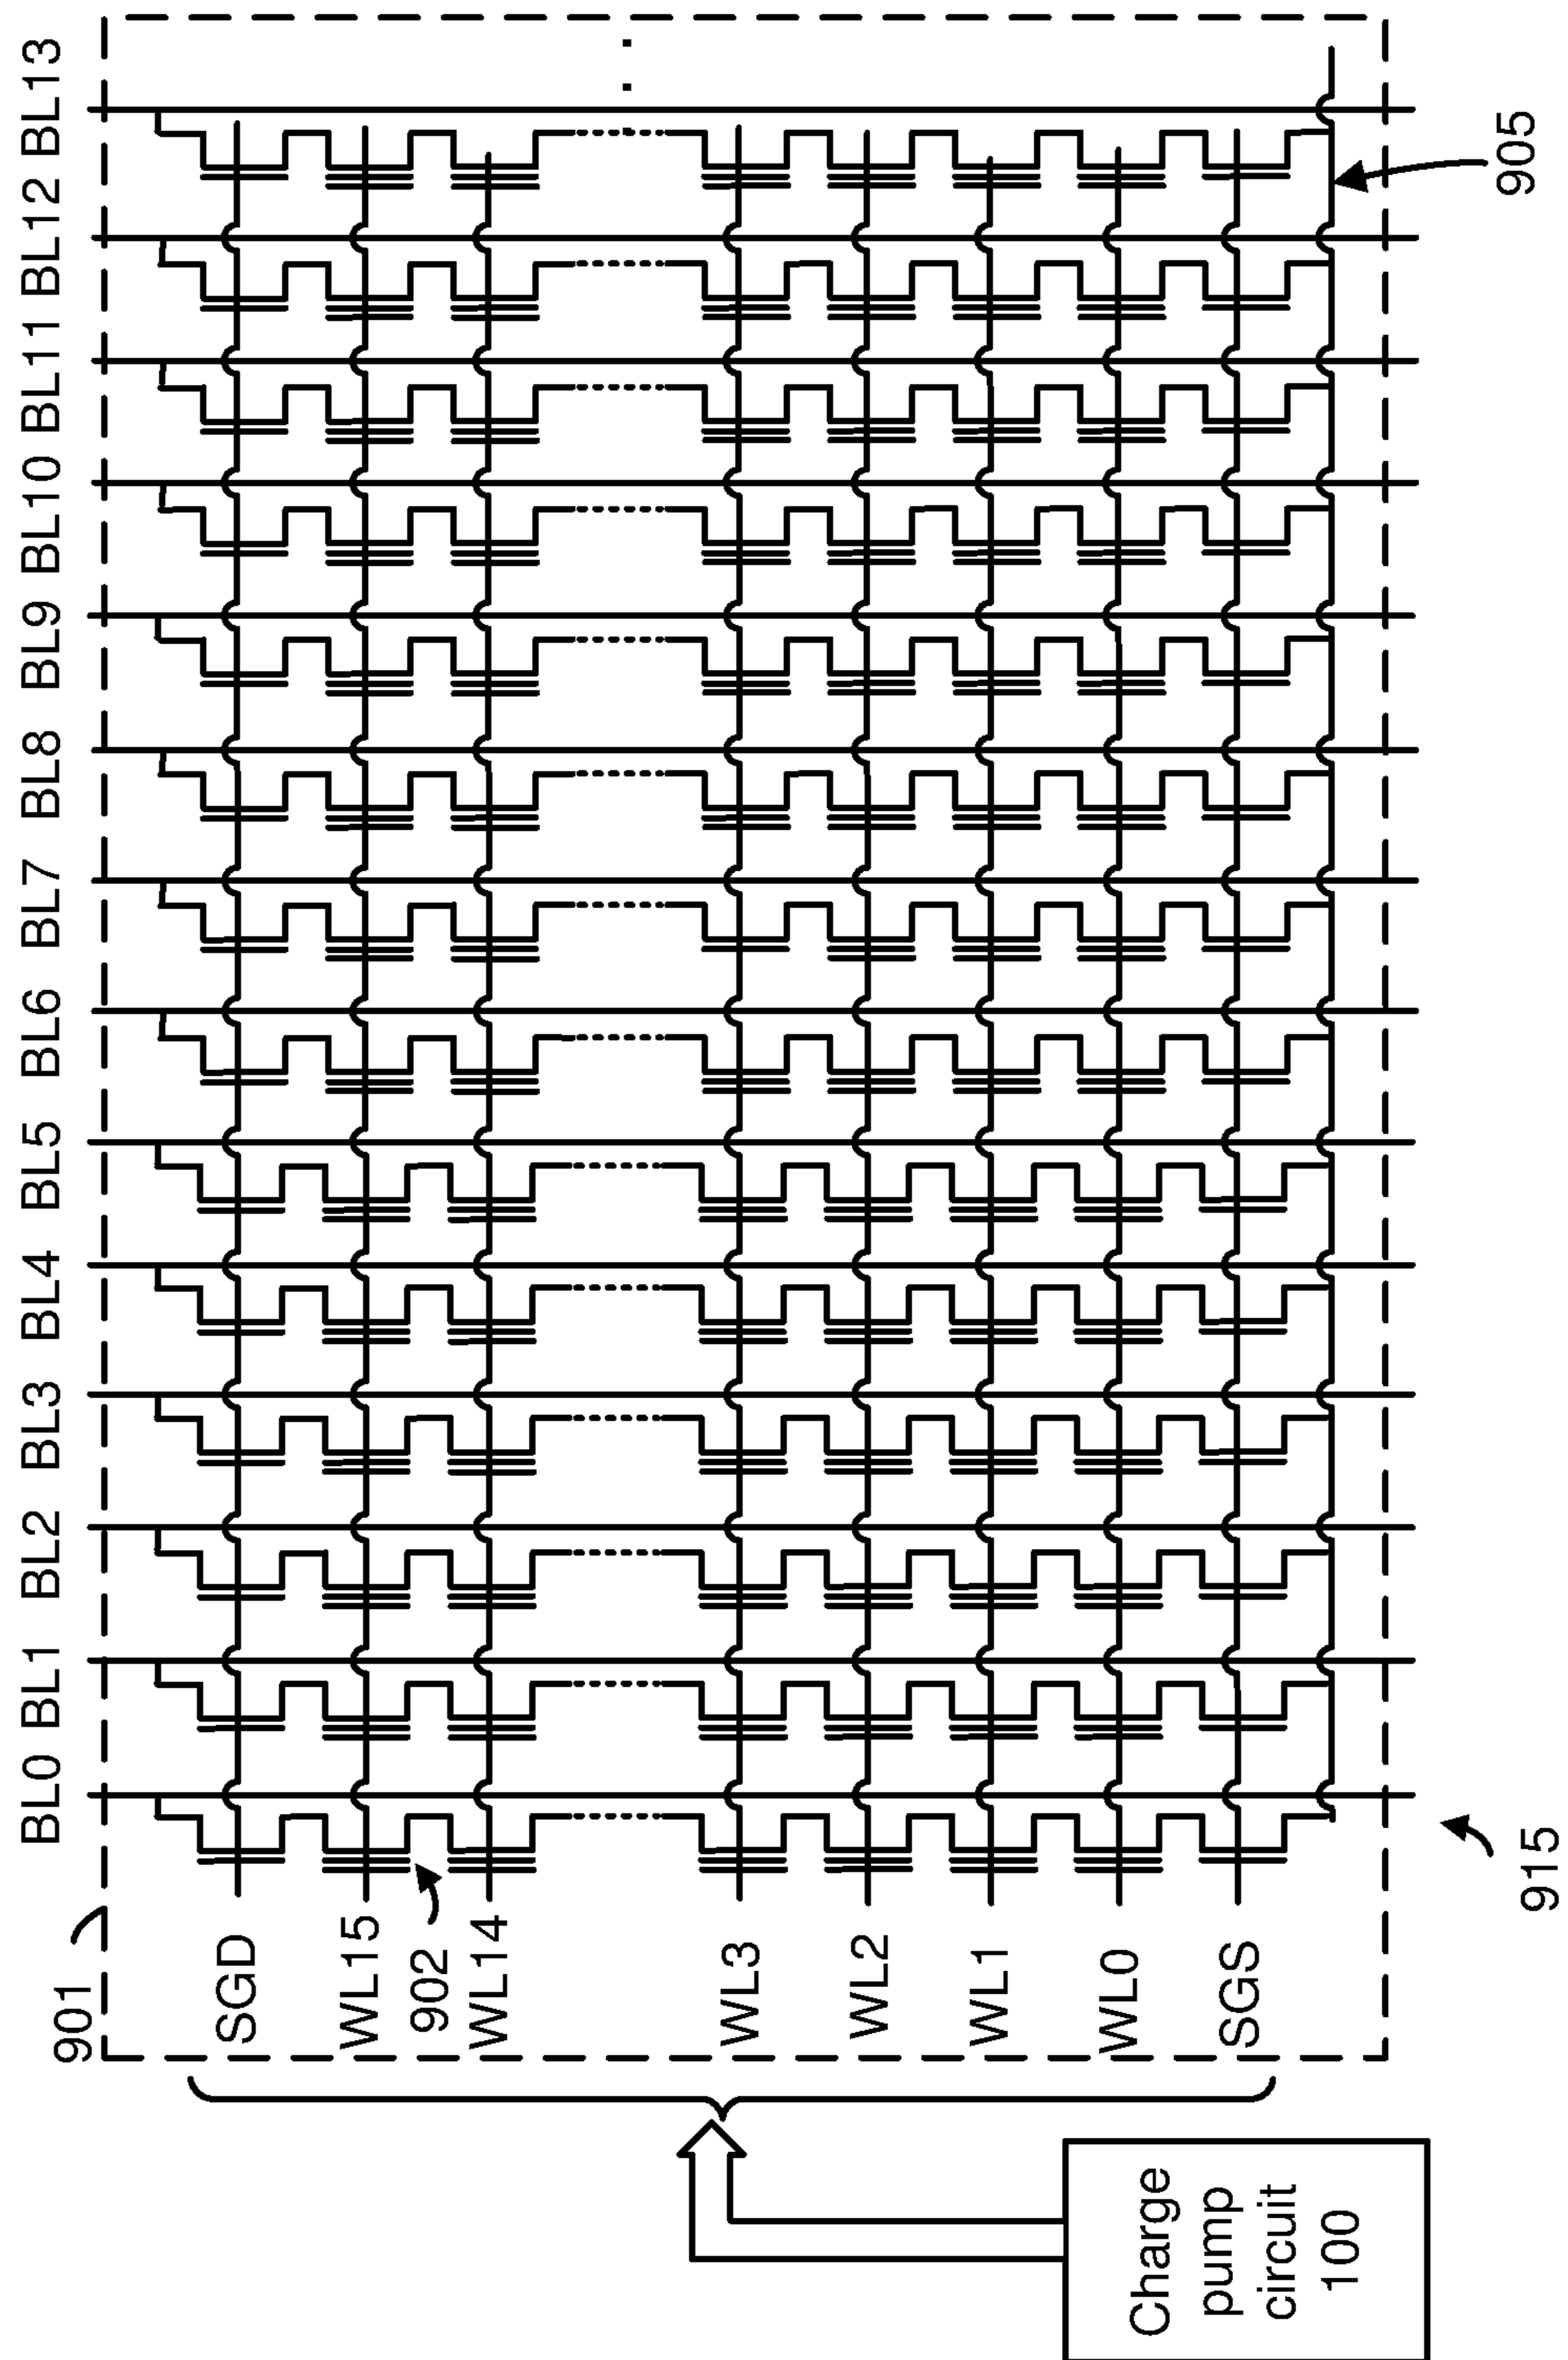 BL0 BL1 BL2 BL3 BL4 BL5 BL6 BL7 BL8 BL9 BL10 BL11 BL12 BL13
901
SGD
WL15
902
WL14
WL3
WL2
WL1
WL0
SGS
905
915
Charge
pump
circuit
100